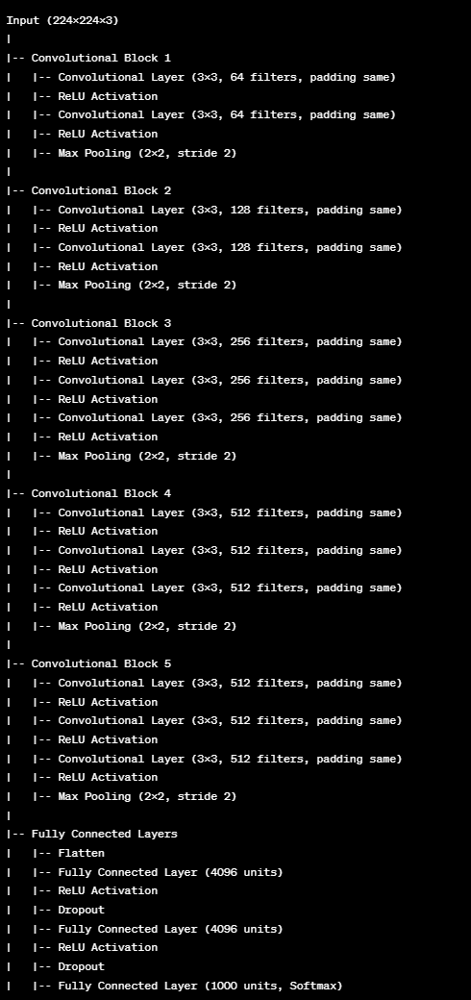 Input (224×224×3)
|
|-- Convolutional Block 1
|   |-- Convolutional Layer (3×3, 64 filters, padding same)
|   |-- ReLU Activation
|   |-- Convolutional Layer (3×3, 64 filters, padding same)
|   |-- ReLU Activation
|   |-- Max Pooling (2×2, stride 2)
|
|-- Convolutional Block 2
|   |-- Convolutional Layer (3×3, 128 filters, padding same)
|   |-- ReLU Activation
|   |-- Convolutional Layer (3×3, 128 filters, padding same)
|   |-- ReLU Activation
|   |-- Max Pooling (2×2, stride 2)
|
|-- Convolutional Block 3
|   |-- Convolutional Layer (3×3, 256 filters, padding same)
|   |-- ReLU Activation
|   |-- Convolutional Layer (3×3, 256 filters, padding same)
|   |-- ReLU Activation
|   |-- Convolutional Layer (3×3, 256 filters, padding same)
|   |-- ReLU Activation
|   |-- Max Pooling (2×2, stride 2)
|
|-- Convolutional Block 4
|   |-- Convolutional Layer (3×3, 512 filters, padding same)
|   |-- ReLU Activation
|   |-- Convolutional Layer (3×3, 512 filters, padding same)
|   |-- ReLU Activation
|   |-- Convolutional Layer (3×3, 512 filters, padding same)
|   |-- ReLU Activation
|   |-- Max Pooling (2×2, stride 2)
|
|-- Convolutional Block 5
|   |-- Convolutional Layer (3×3, 512 filters, padding same)
|   |-- ReLU Activation
|   |-- Convolutional Layer (3×3, 512 filters, padding same)
|   |-- ReLU Activation
|   |-- Convolutional Layer (3×3, 512 filters, padding same)
|   |-- ReLU Activation
|   |-- Max Pooling (2×2, stride 2)
|
|-- Fully Connected Layers
|   |-- Flatten
|   |-- Fully Connected Layer (4096 units)
|   |-- ReLU Activation
|   |-- Dropout
|   |-- Fully Connected Layer (4096 units)
|   |-- ReLU Activation
|   |-- Dropout
|   |-- Fully Connected Layer (1000 units, Softmax)